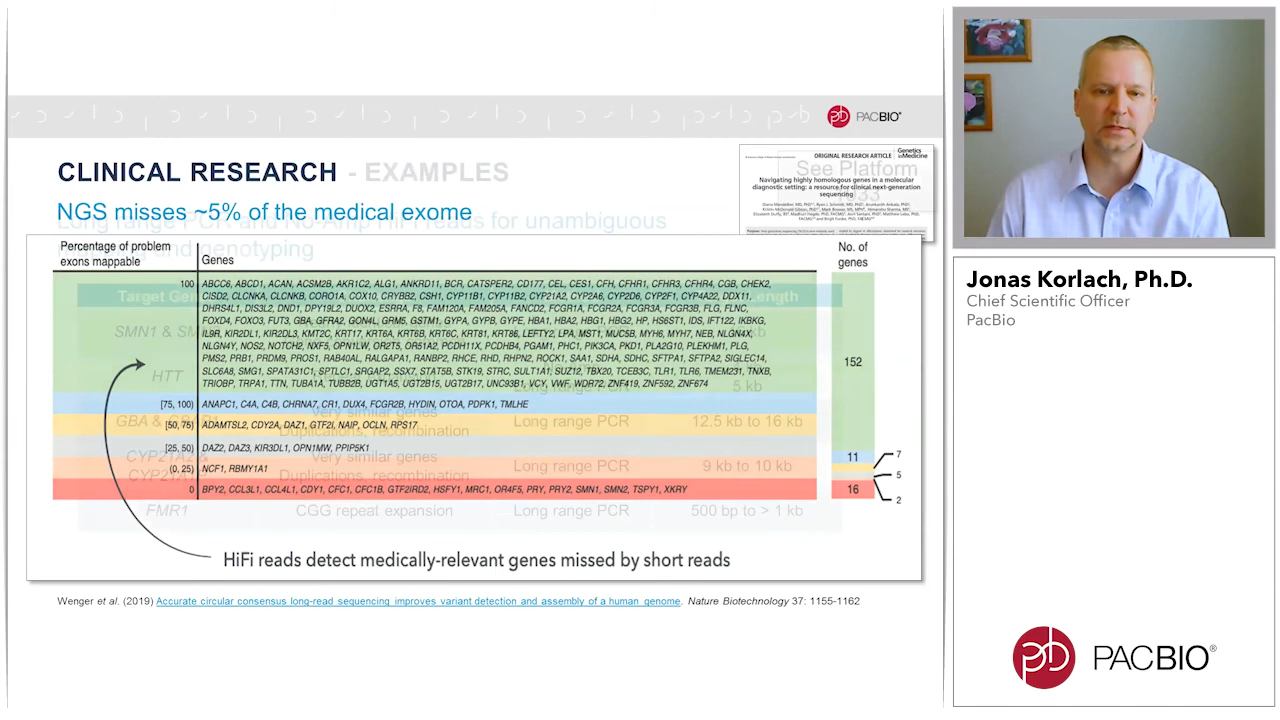 PACBIO®
CLINICAL RESEARCH - EXAMPLES
NGS misses ~5% of the medical exome
ORIGINAL RESEARCH ARTICLE
Genetics
inMedicine
See Platform
Navigating highly homologous genes in a molecular
diagnostic setting: a resource for clinical next-generation
sequencing
reads for unambiguous
genotyping
Percentage of problem
exons mappable
Genes
No. of
genes
100 ABCC6, ABCD1, ACAN, ACSM2B, AKR1C2, ALG1, ANKRD11, BCR, CATSPER2, CD177, CEL, CES1, CFH, CFHR1, CFHR3, CFHR4, CGB, CHEK2,
CISD2, CLCNKA, CLCNKB, CORO1A, COX10, CRYBB2, CSH1, CYP11B1, CYP11B2, CYP21A2, CYP2A6, CYP2D6, CYP2F1, CYP4A22, DDX11,
DHRS4L1, DIS3L2, DND1, DPY19L2, DUOX2, ESRRA, F8, FAM120A, FAM205A, FANCD2, FCGR1A, FCGR2A, FCGR3A, FCGR3B, FLG, FLNC,
FOXD4, FOXO3, FUT3, GBA, GFRA2, GON4L, GRM5, GSTM1, GYPA, GYPB, GYPE, HBA1, HBA2, HBG1, HBG2, HP, HS6ST1, IDS, IFT122, IKBKG,
IL9R, KIR2DL1, KIR2DL3, KMT2C, KRT17, KRT6A, KRT6B, KRT6C, KRT81, KRT86, LEFTY2, LPA, MST1, MUC5B, MYH6, MYH7, NEB, NLGN4X,
NLGN4Y, NOS2, NOTCH2, NXF5, OPN1LW, OR2T5, OR51A2, PCDH11X, PCDHB4, PGAM1, PHC1, PIK3CA, PKD1, PLA2G10, PLEKHM1, PLG,
PMS2, PRB1, PRDM9, PROS1, RAB40AL, RALGAPA1, RANBP2, RHCE, RHD, RHPN2, ROCK1, SAA1, SDHA, SDHC, SFTPA1, SFTPA2, SIGLEC14,
SLC6A8, SMG1, SPATA31C1, SPTLC1, SRGAP2, SSX7, STAT5B, STK19, STRC, SULT1A1, SUZ12, TBX20, TCEB3C, TLR1, TLR6, TMEM231, TNXB,
TRIOBP, TRPA1, TTN, TUBA1A, TUBB2B, UGT1A5, UGT2B15, UGT2B17, UNC93B1, VCY, VWF, WDR72, ZNF419, ZNF592, ZNF674
152
SMN1 &
HTT
5 kb
[75, 100) ANAPC1, C4A, C4B, CHRNA7, CR1, DUX4, FCGR2B, HYDIN, OTOA, PDPK1, TMLHE
[50, 75) ADAMTSL2, CDY2A, DAZ1, GTF2I, NAIP, OCLN, RPS17
GBA &
Very similar genes
Duplications, recombination
Long range PCR
12.5 kb to 16 kb
[25, 50) DAZ2, DAZ3, KIR3DL1, OPN1MW, PPIP5K1
11
7
(0, 25) NCF1, RBMY1A1
Very similar genes
Duplications, recombination
Long range PCR
9 kb to 10 kb
5
0 BPY2, CCL3L1, CCL4L1, CDY1, CFC1, CFC1B, GTF2IRD2, HSFY1, MRC1, OR4F5, PRY, PRY2, SMN1, SMN2, TSPY1, XKRY
16
2
FMR1 CGG repeat expansion Long range PCR 500 bp to > 1 kb
HiFi reads detect medically-relevant genes missed by short reads
Wenger et al. (2019) Accurate circular consensus long-read sequencing improves variant detection and assembly of a human genome. Nature Biotechnology 37: 1155-1162
Jonas Korlach, Ph.D.
Chief Scientific Officer
PacBio
PACBIO®